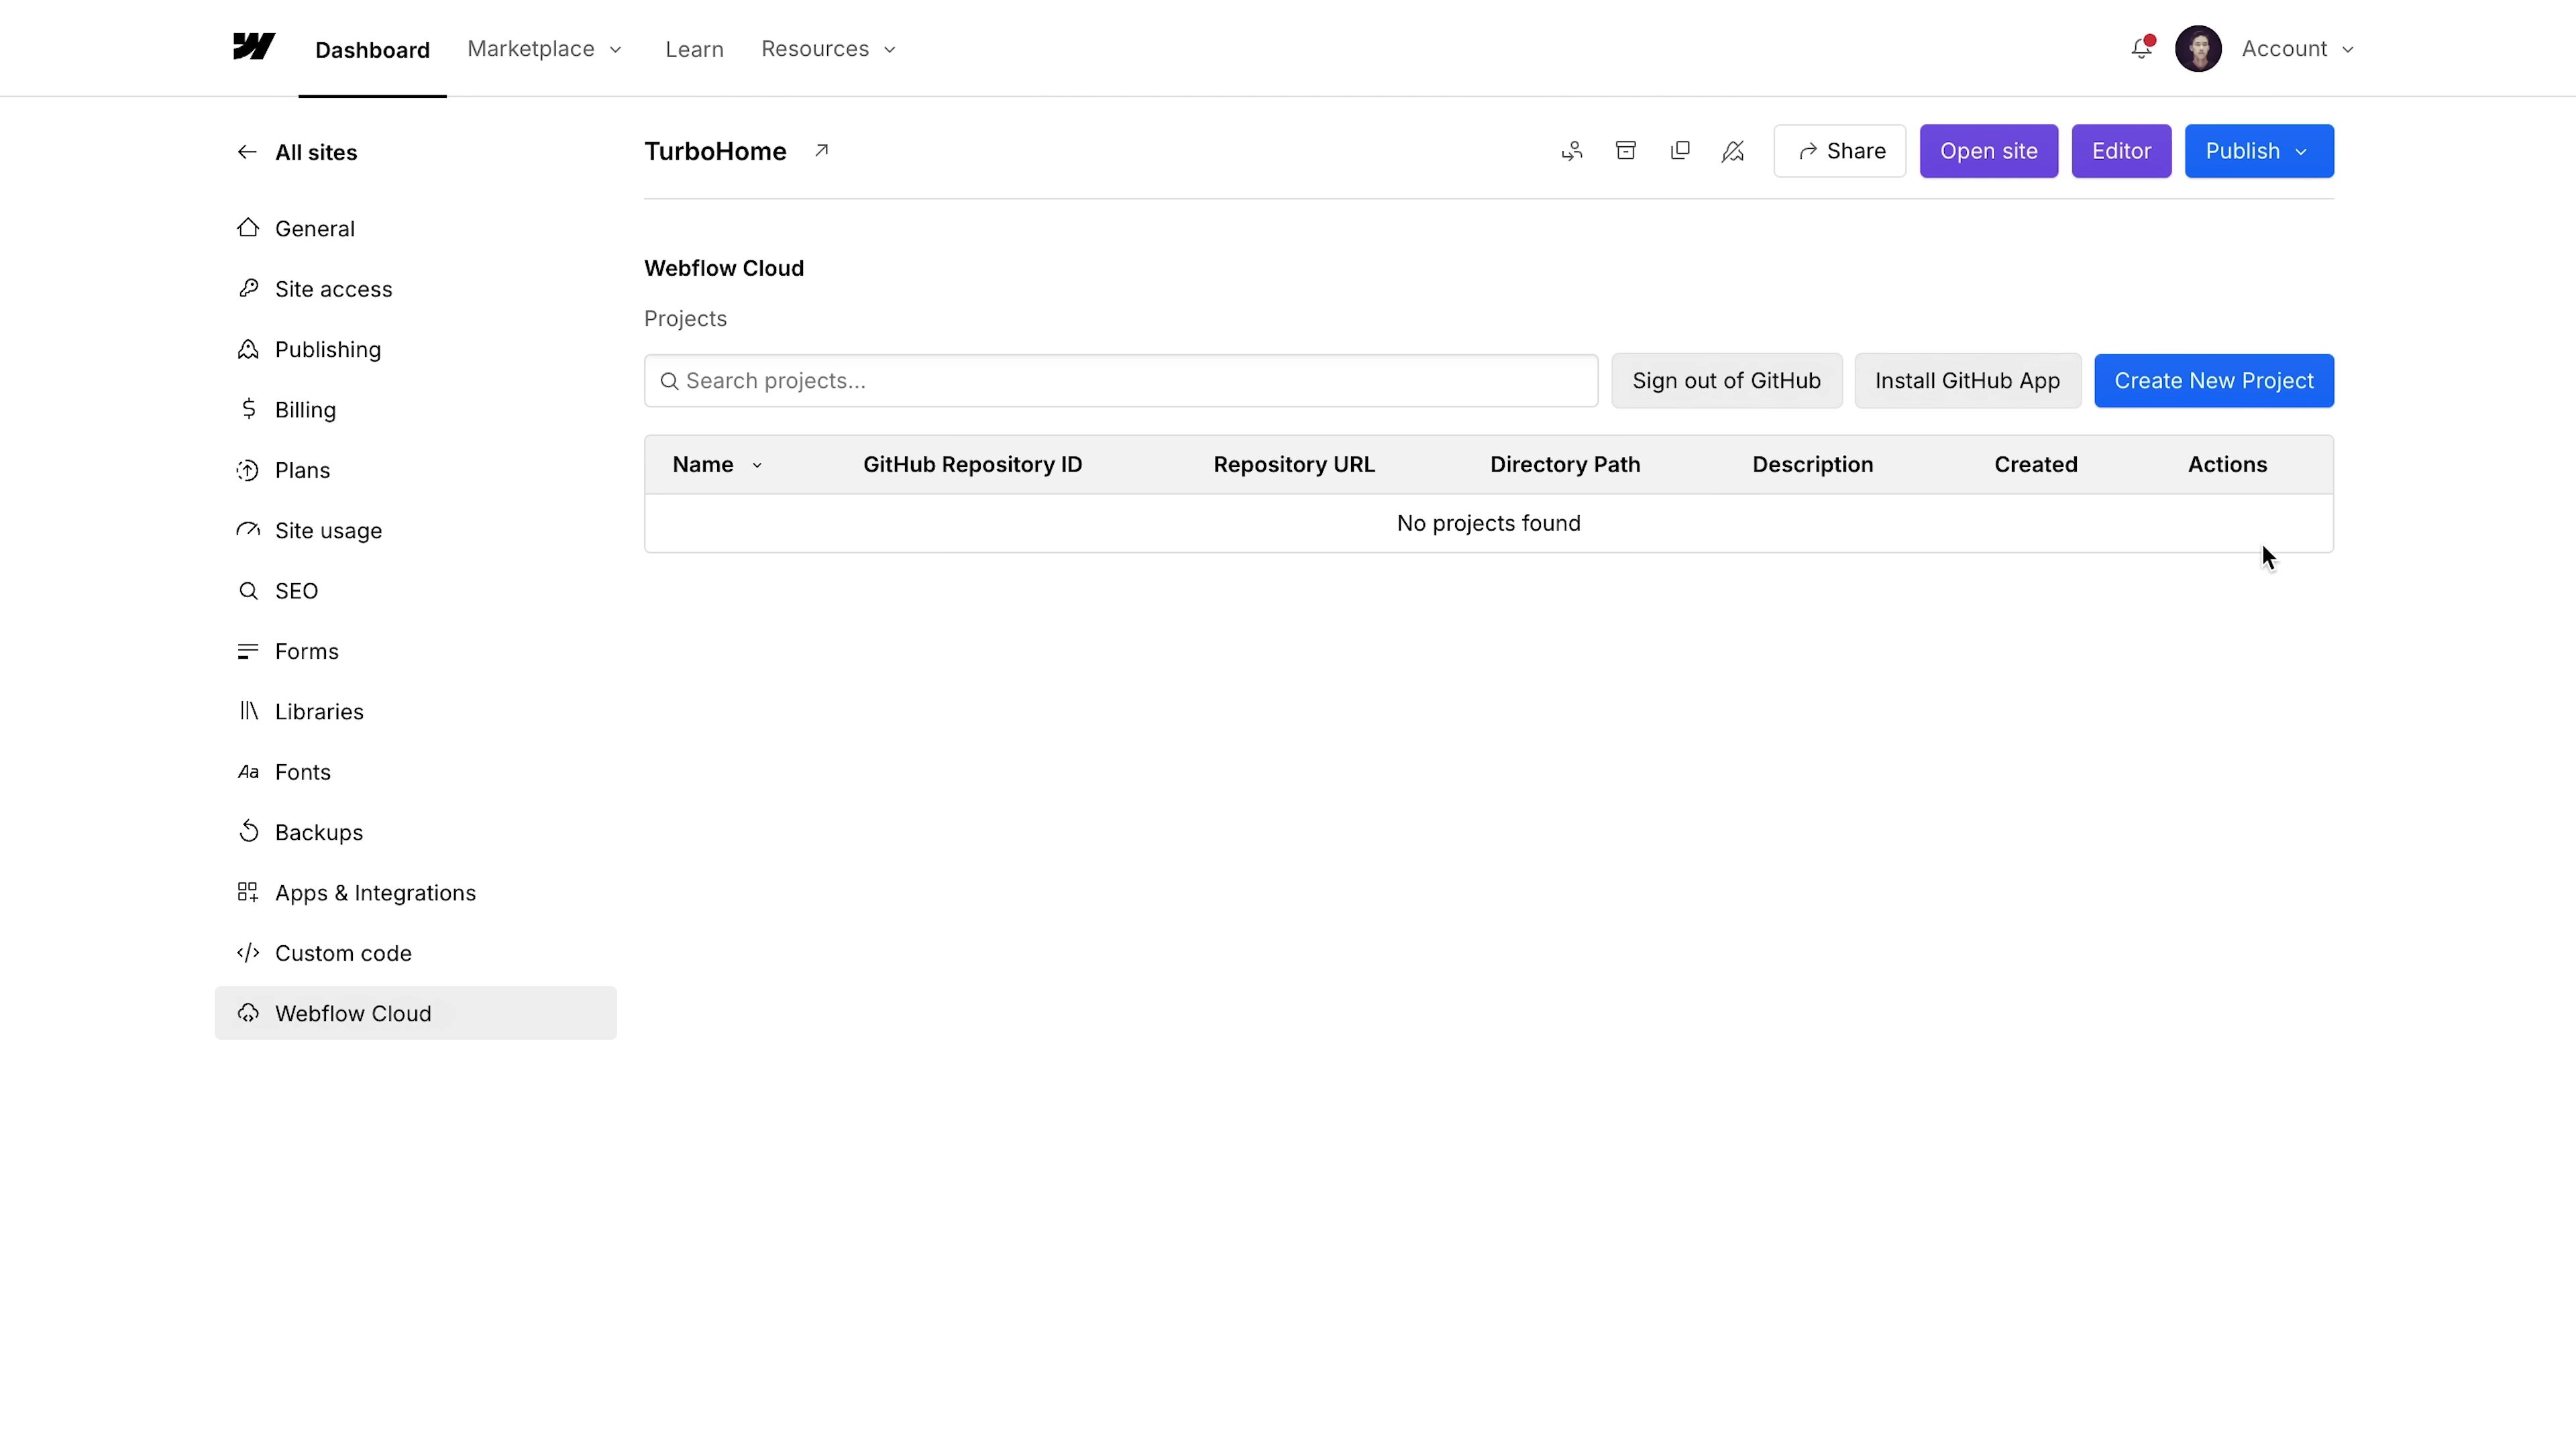 Dashboard Marketplace Learn Resources Account
All sites
TurboHome Share Open site Editor Publish
General
Site access
Publishing
Billing
Plans
Site usage
SEO
Forms
Libraries
Aa Fonts
Backups
Apps & Integrations
Custom code
Webflow Cloud
Webflow Cloud
Projects
Search projects... Sign out of GitHub Install GitHub App Create New Project
Name GitHub Repository ID Repository URL Directory Path Description Created Actions
No projects found